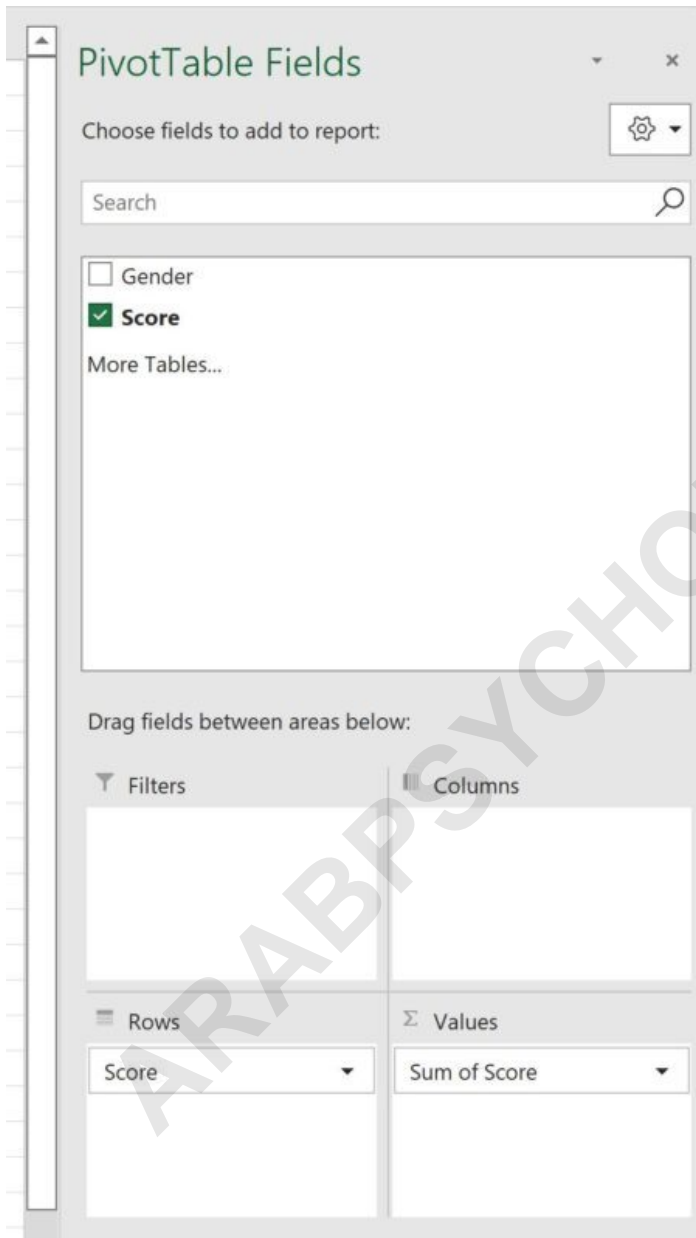 PivotTable Fields
Choose fields to add to report:
Search
Gender
Score
More Tables...
Drag fields between areas below:
Filters
Columns
Rows
Σ Values
Score
Sum of Score
ARABPSYCHO